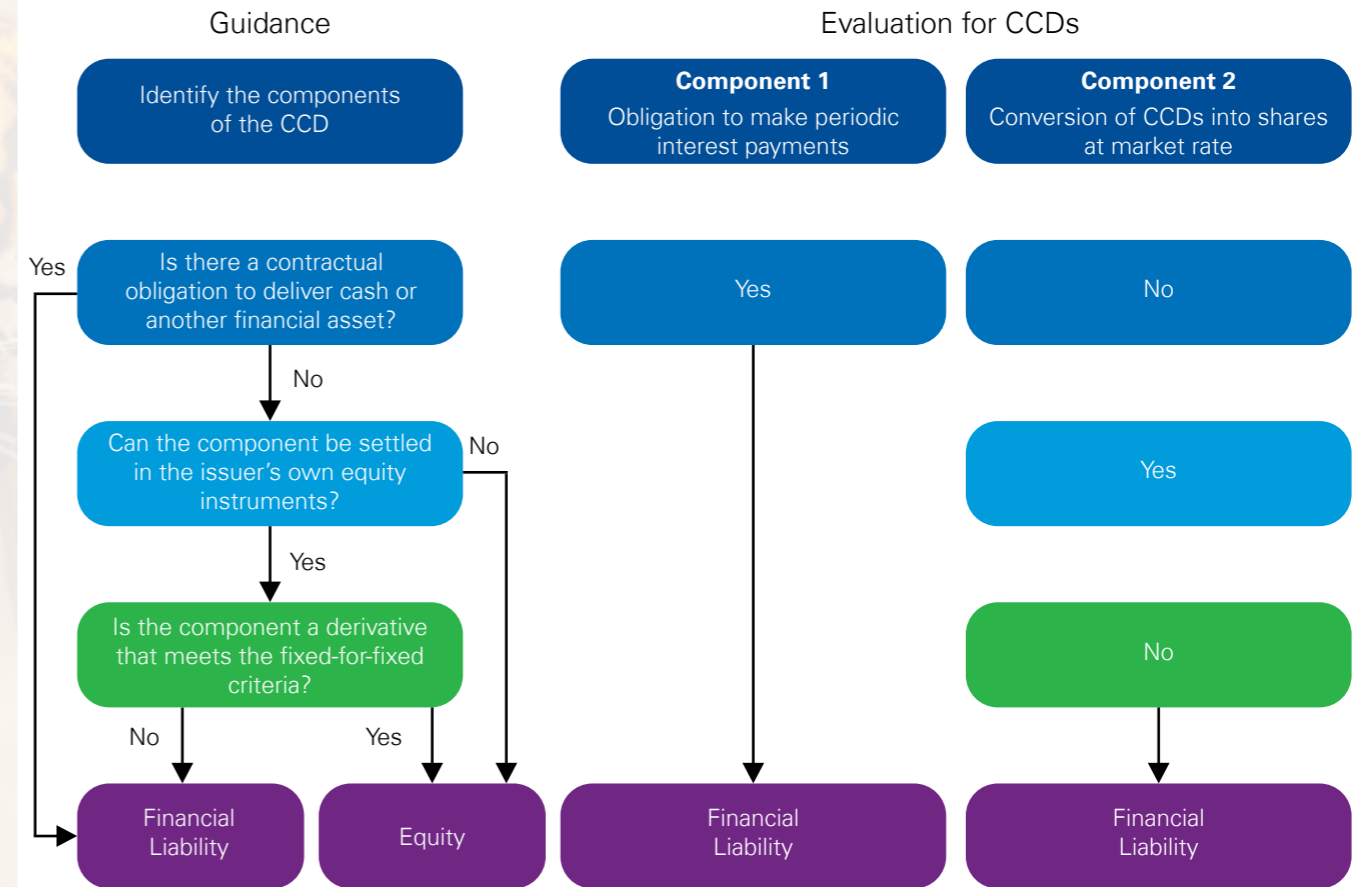 Guidance
Evaluation for CCDs
Identify the components
of the CCD
Component 1
Obligation to make periodic
interest payments
Component 2
Conversion of CCDs into shares
at market rate
Yes
Is there a contractual
obligation to deliver cash or
another financial asset?
Yes
No
No
Can the component be settled
in the issuer's own equity
instruments?
No
Yes
Yes
Is the component a derivative
that meets the fixed-for-fixed
criteria?
No
No
Yes
Financial
Liability
Equity
Financial
Liability
Financial
Liability